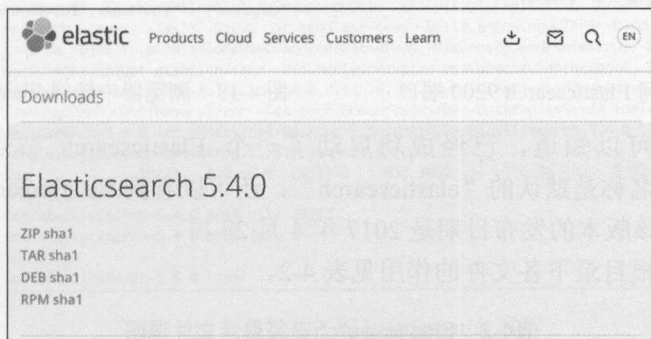 elastic Products Cloud Services Customers Learn EN
Downloads
Elasticsearch 5.4.0
ZIP sha1
TAR sha1
DEB sha1
RPM sha1